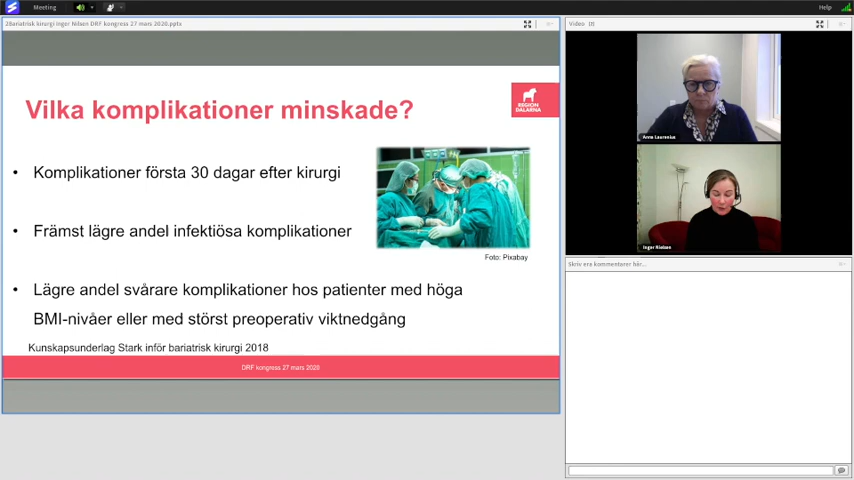 Meeting
Help
2Bariatrisk kirurgi Inger Nilsen DRF kongress 27 mars 2020.pptx
Video
Vilka komplikationer minskade?
REGION
DALARNA
• Komplikationer första 30 dagar efter kirurgi
• Främst lägre andel infektiösa komplikationer
Foto: Pixabay
• Lägre andel svårare komplikationer hos patienter med höga
BMI-nivåer eller med störst preoperativ viktnedgång
Kunskapsunderlag Stark inför bariatrisk kirurgi 2018
DRF kongress 27 mars 2020
Anna Laurenius
Inger Nielsen
Skriv era kommentarer här...